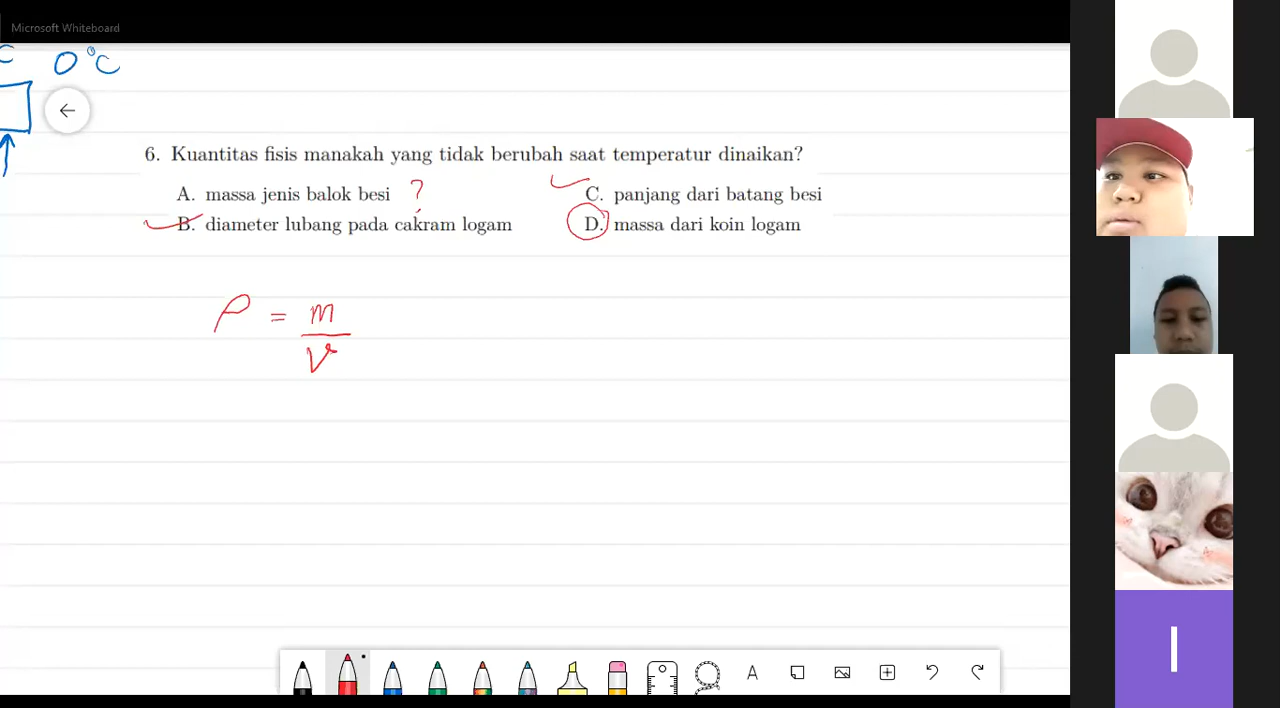 Microsoft Whiteboard
C 0°C
6. Kuantitas fisis manakah yang tidak berubah saat temperatur dinaikan?
A. massa jenis balok besi ?
C. panjang dari batang besi
B. diameter lubang pada cakram logam
D. massa dari koin logam
ρ = m
V
A
I